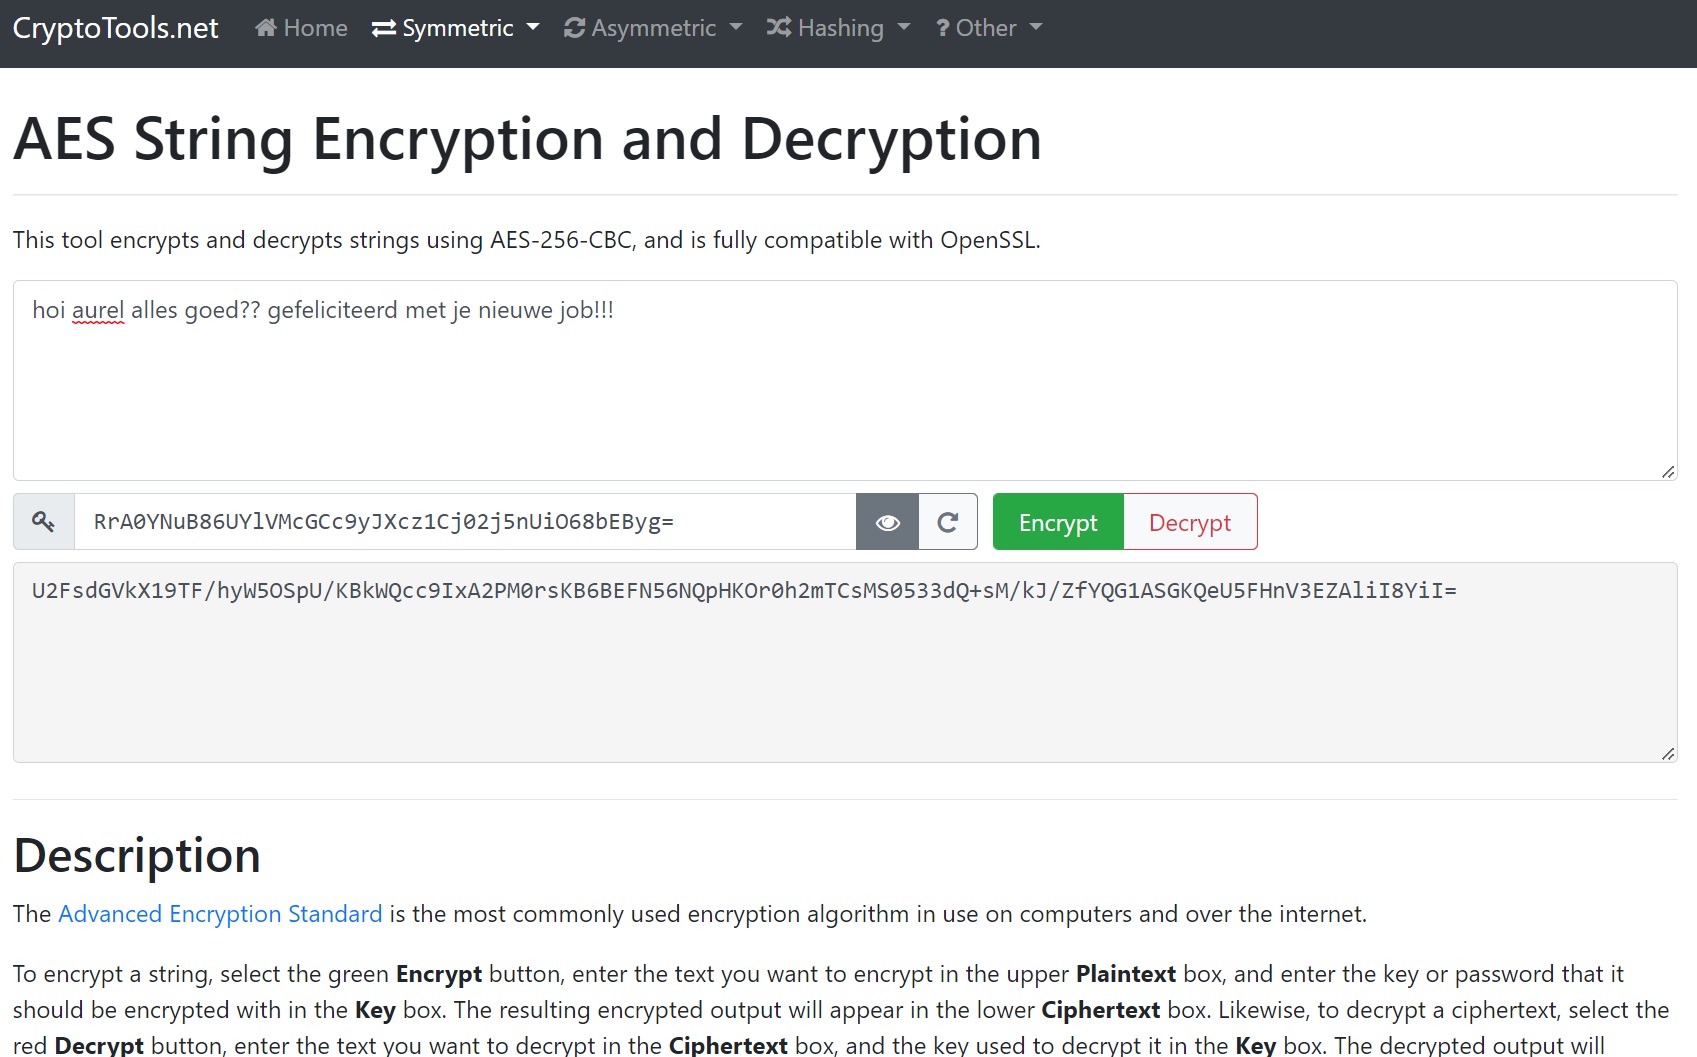 CryptoTools.net Home Symmetric Asymmetric Hashing ? Other
AES String Encryption and Decryption
This tool encrypts and decrypts strings using AES-256-CBC, and is fully compatible with OpenSSL.
hoi aurel alles goed?? gefeliciteerd met je nieuwe job!!!
RrA0YNuB86UYlVMcGCc9yJXcz1Cj02j5nUiO68bEByg= Encrypt Decrypt
U2FsdGVkX19TF/hyW5OSpU/KBkWQcc9IxA2PM0rsKB6BEFN56NQpHKOr0h2mTCsMS0533dQ+sM/kJ/ZfYQG1ASGKQeU5FHnV3EZAliI8YiI=
Description
The Advanced Encryption Standard is the most commonly used encryption algorithm in use on computers and over the internet.
To encrypt a string, select the green Encrypt button, enter the text you want to encrypt in the upper Plaintext box, and enter the key or password that it
should be encrypted with in the Key box. The resulting encrypted output will appear in the lower Ciphertext box. Likewise, to decrypt a ciphertext, select the
red Decrypt button, enter the text you want to decrypt in the Ciphertext box, and the key used to decrypt it in the Key box. The decrypted output will